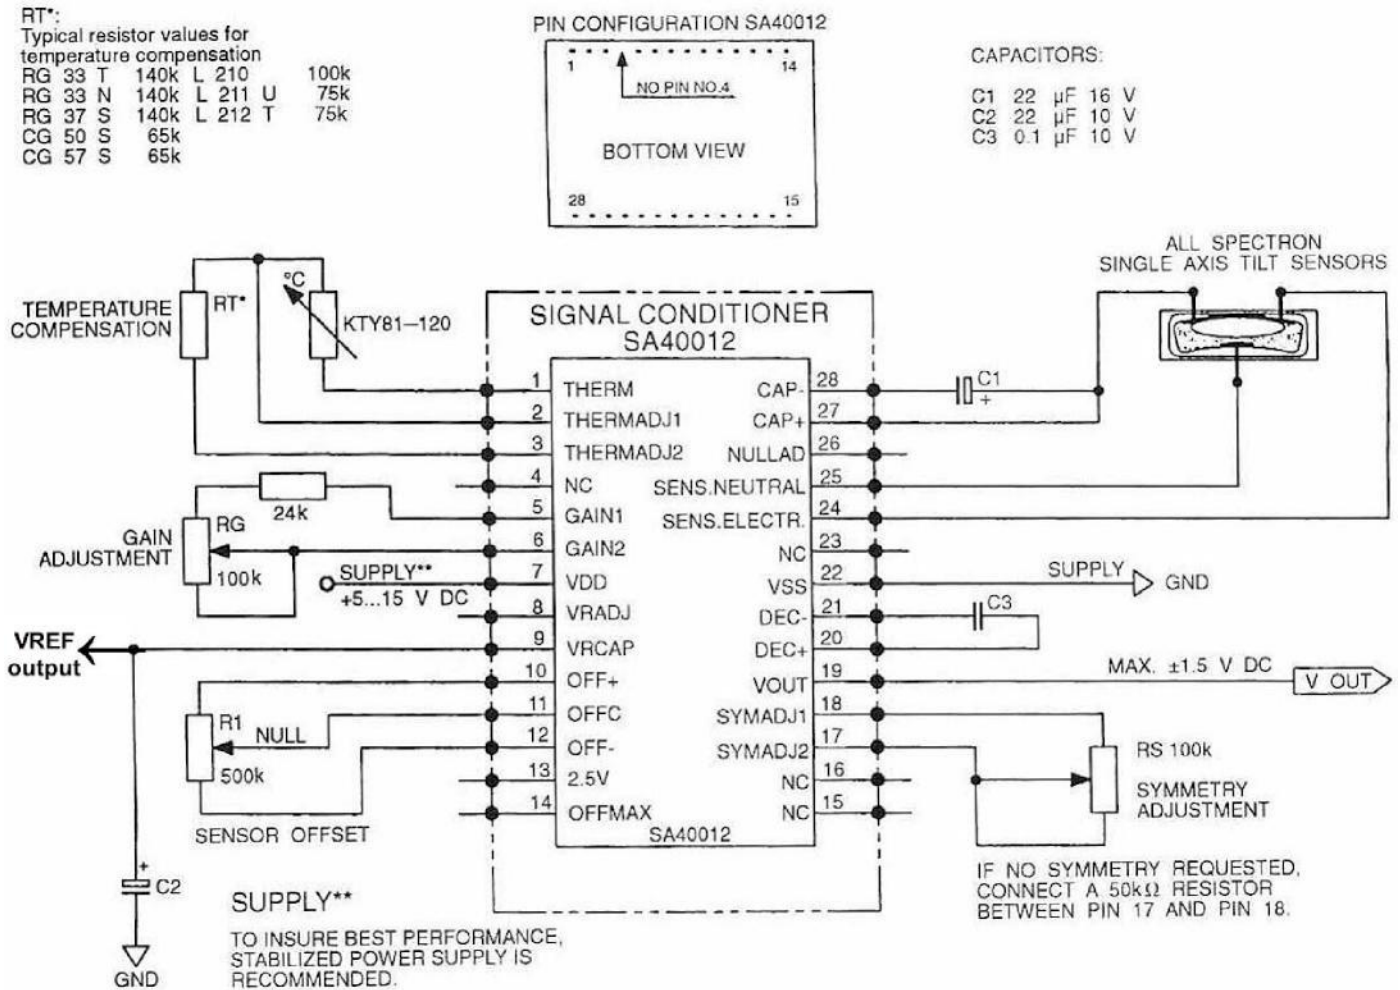 RT*:
Typical resistor values for
temperature compensation
RG 33 T 140k L 210 100k
RG 33 N 140k L 211 U 75k
RG 37 S 140k L 212 T 75k
CG 50 S 65k
CG 57 S 65k
PIN CONFIGURATION SA40012
1 14
NO PIN NO.4
BOTTOM VIEW
28 15
CAPACITORS:
C1 22 µF 16 V
C2 22 µF 10 V
C3 0.1 µF 10 V
ALL SPECTRON
SINGLE AXIS TILT SENSORS
TEMPERATURE
COMPENSATION
RT*
°C
KTY81–120
SIGNAL CONDITIONER
SA40012
1 THERM
2 THERMADJ1
3 THERMADJ2
4 NC
5 GAIN1
6 GAIN2
7 VDD
8 VRADJ
9 VRCAP
10 OFF+
11 OFFC
12 OFF-
13 2.5V
14 OFFMAX
CAP- 28
CAP+ 27
NULLAD 26
SENS.NEUTRAL 25
SENS.ELECTR. 24
NC 23
VSS 22
DEC- 21
DEC+ 20
VOUT 19
SYMADJ1 18
SYMADJ2 17
NC 16
NC 15
SA40012
C1
+
24k
GAIN
ADJUSTMENT
RG
100k
SUPPLY**
+5...15 V DC
VREF
output
R1
500k
NULL
SENSOR OFFSET
+
C2
GND
SUPPLY
GND
C3
MAX. ±1.5 V DC
V OUT
RS 100k
SYMMETRY
ADJUSTMENT
IF NO SYMMETRY REQUESTED,
CONNECT A 50kΩ RESISTOR
BETWEEN PIN 17 AND PIN 18.
SUPPLY**
TO INSURE BEST PERFORMANCE,
STABILIZED POWER SUPPLY IS
RECOMMENDED.